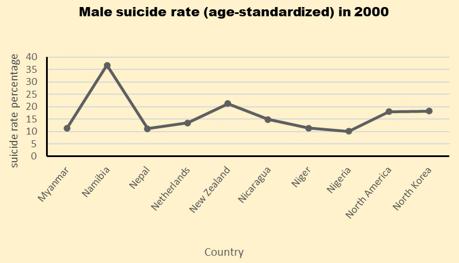 Male suicide rate (age-standardized) in 2000
suicide rate percentage
40
35
30
25
20
15
10
5
0
Myanmar
Namibia
Nepal
Netherlands
New Zealand
Nicaragua
Niger
Nigeria
North America
North Korea
Country